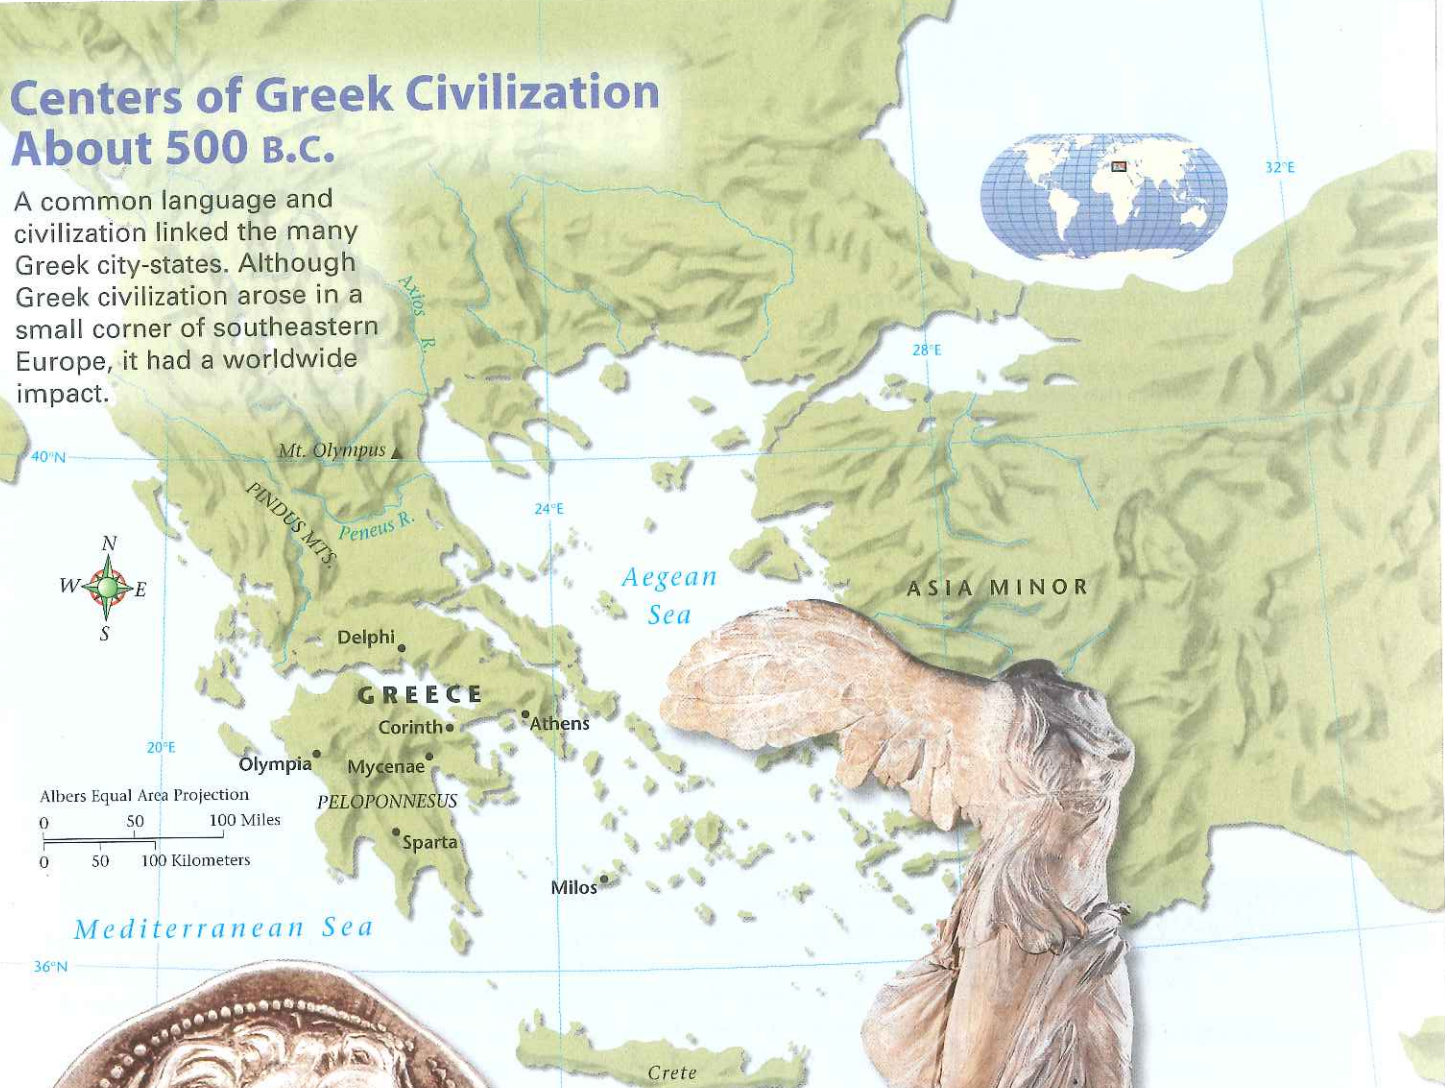 Centers of Greek Civilization
About 500 B.C.
A common language and
civilization linked the many
Greek city-states. Although
Greek civilization arose in a
small corner of southeastern
Europe, it had a worldwide
impact.
32°E
28°E
Axios R.
Mt. Olympus
40°N
PINDUS MTS.
Peneus R.
24°E
N
W
E
S
Aegean
Sea
ASIA MINOR
Delphi
GREECE
Corinth
Athens
20°E
Olympia
Mycenae
Albers Equal Area Projection
PELOPONNESUS
0 50 100 Miles
0 50 100 Kilometers
Sparta
Milos
Mediterranean Sea
36°N
Crete